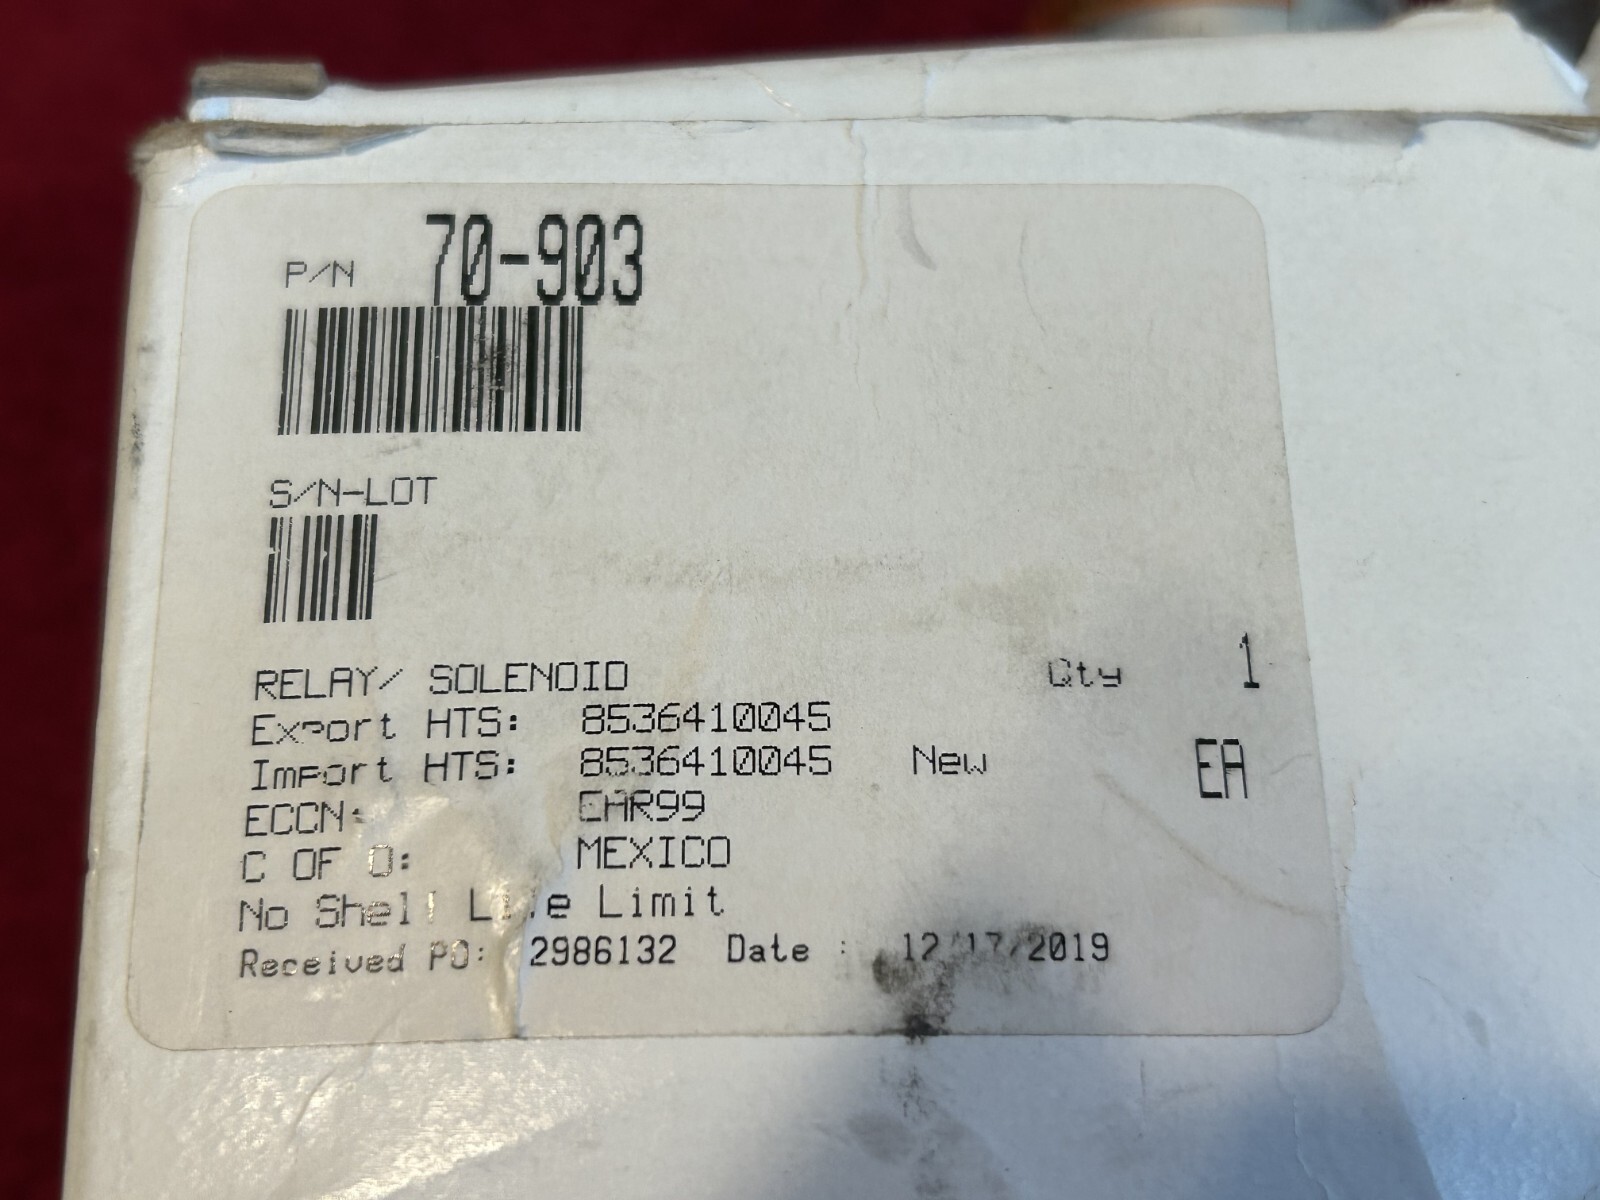 P/N 70-903
S/N-LOT
RELAY/ SOLENOID Qty 1
Export HTS: 8536410045
Import HTS: 8536410045 New EA
ECCN: EAR99
C OF O: MEXICO
No Shelf Life Limit
Received PO: 2986132 Date : 12/17/2019